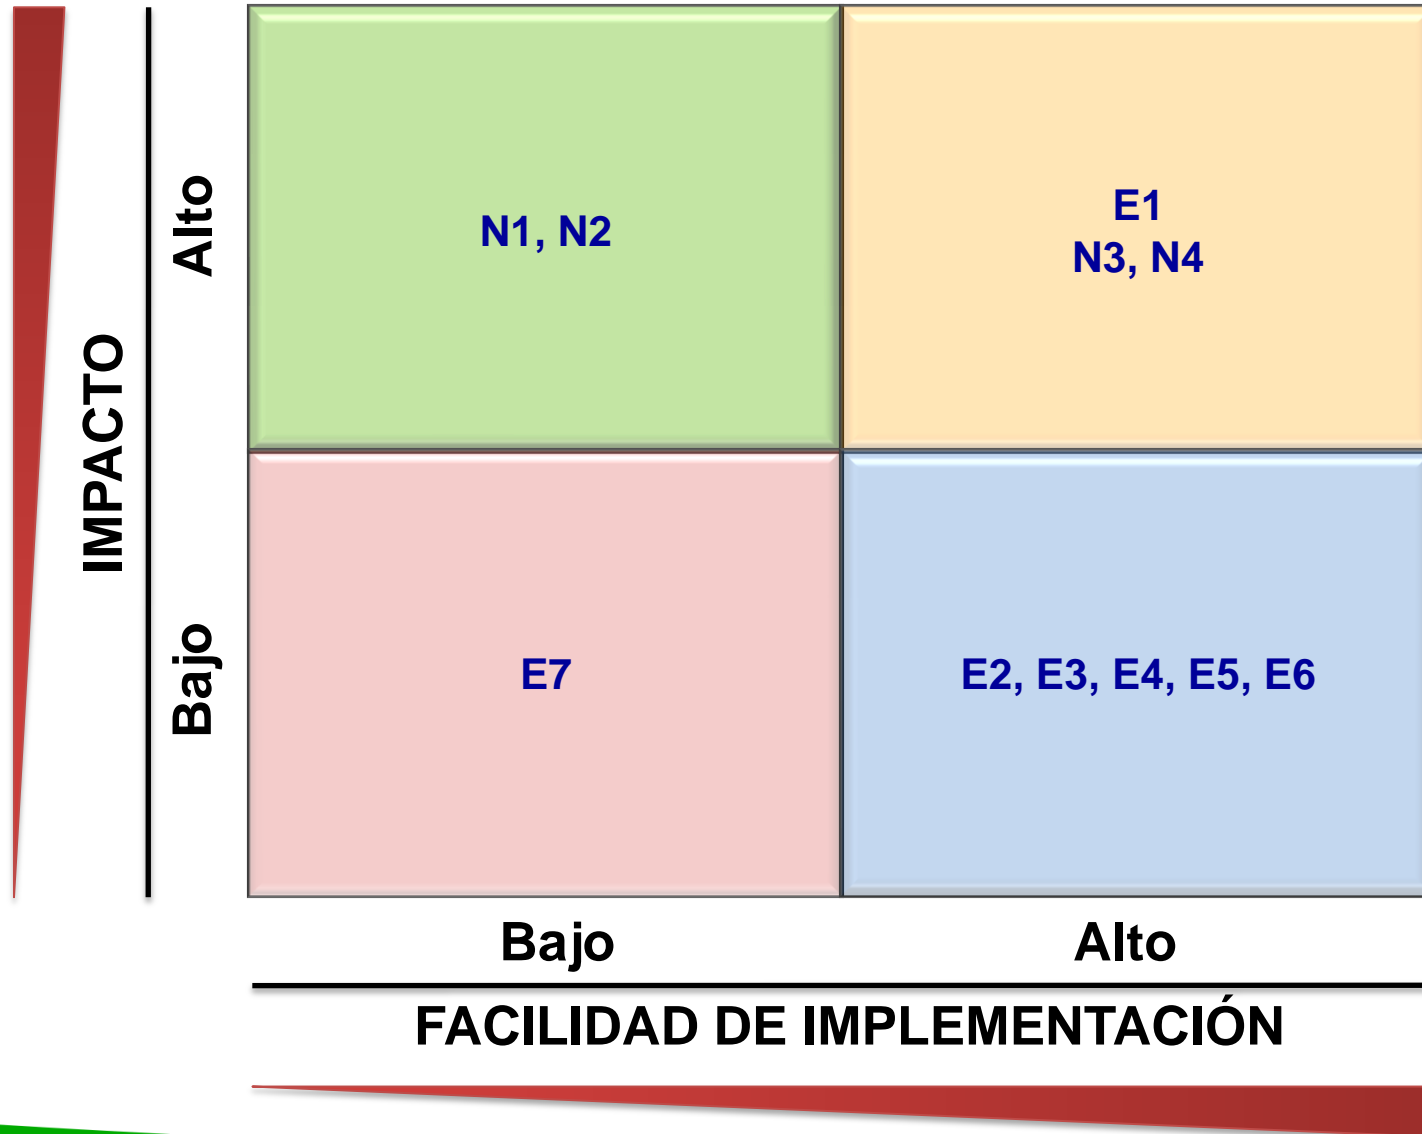 IMPACTO
Alto
N1, N2
E1
N3, N4
Bajo
E7
E2, E3, E4, E5, E6
Bajo
Alto
FACILIDAD DE IMPLEMENTACIÓN